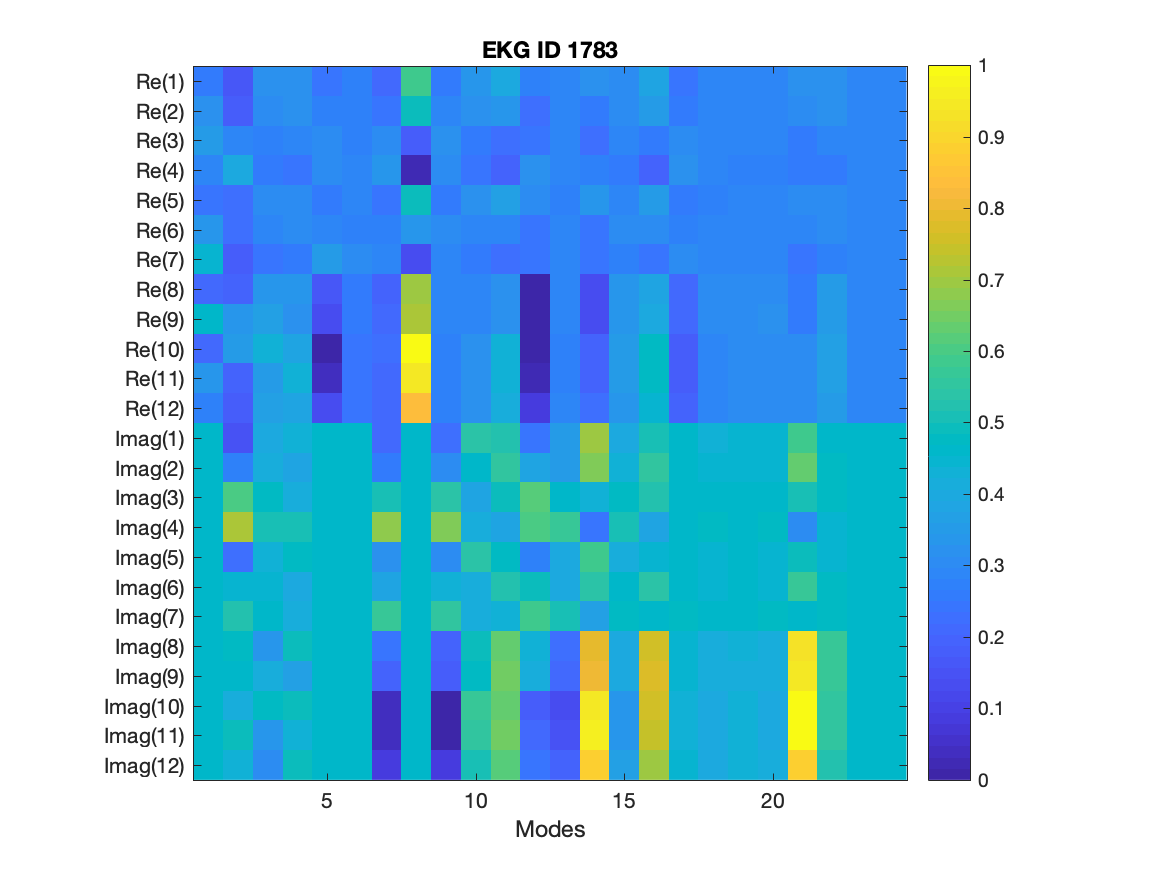 EKG ID 1783
Re(1)
Re(2)
Re(3)
Re(4)
Re(5)
Re(6)
Re(7)
Re(8)
Re(9)
Re(10)
Re(11)
Re(12)
Imag(1)
Imag(2)
Imag(3)
Imag(4)
Imag(5)
Imag(6)
Imag(7)
Imag(8)
Imag(9)
Imag(10)
Imag(11)
Imag(12)
5 10 15 20
Modes
1
0.9
0.8
0.7
0.6
0.5
0.4
0.3
0.2
0.1
0